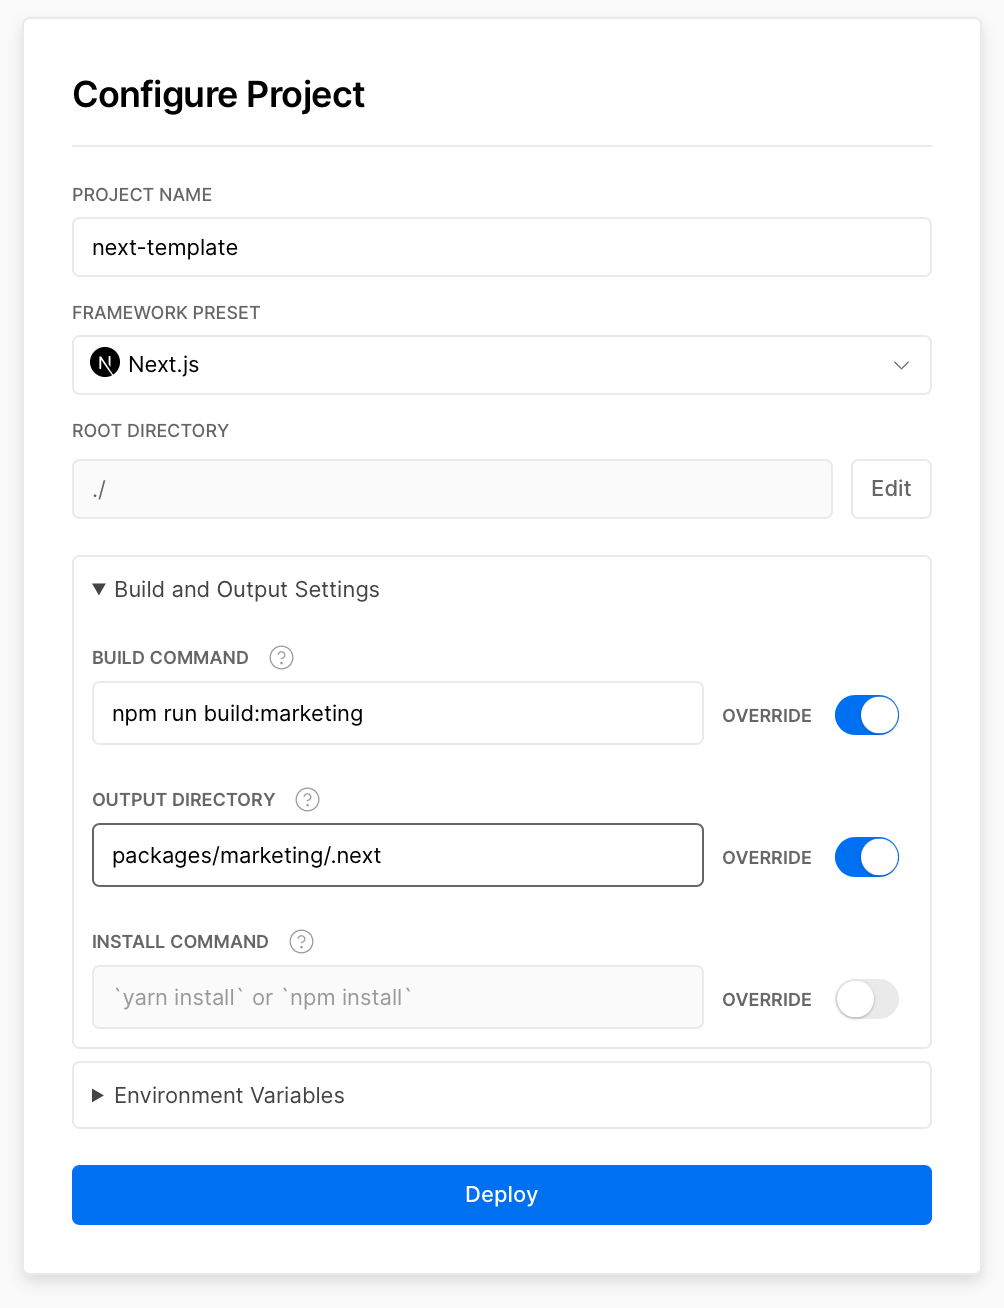 Configure Project
PROJECT NAME
next-template
FRAMEWORK PRESET
N Next.js
ROOT DIRECTORY
./ Edit
Build and Output Settings
BUILD COMMAND ?
npm run build:marketing OVERRIDE
OUTPUT DIRECTORY ?
packages/marketing/.next OVERRIDE
INSTALL COMMAND ?
`yarn install` or `npm install` OVERRIDE
Environment Variables
Deploy